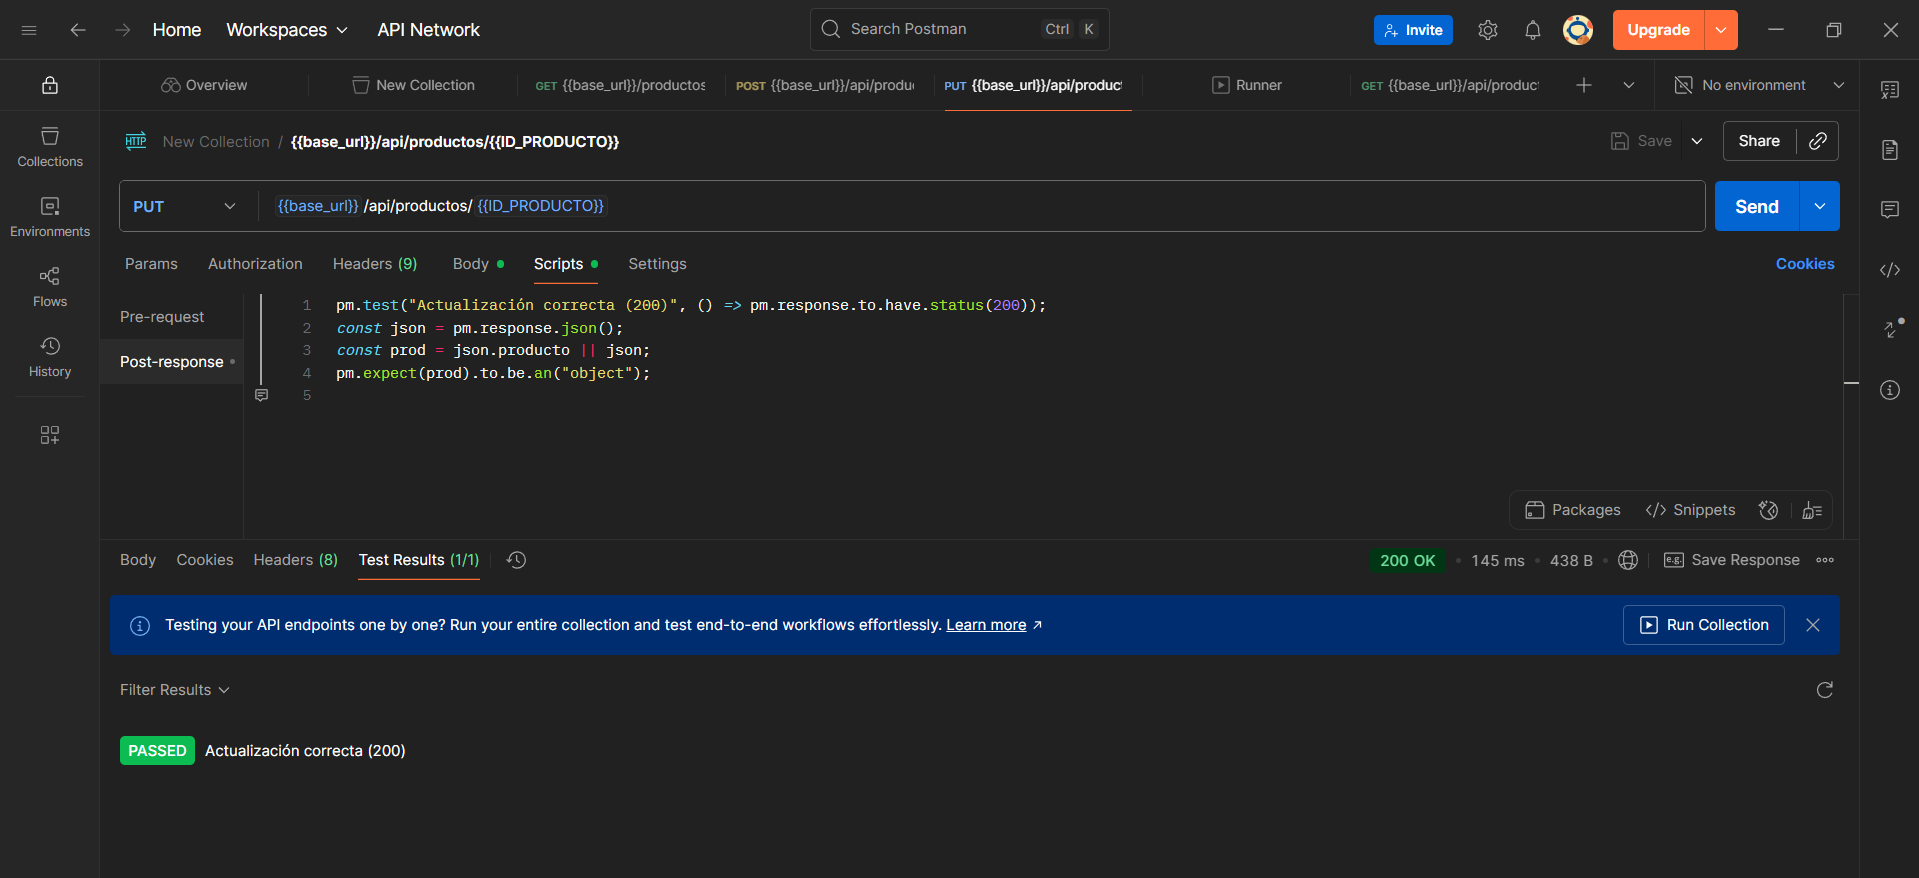 Home Workspaces API Network Search Postman Ctrl K Invite Upgrade
Overview New Collection GET {{base_url}}/productos POST {{base_url}}/api/produ PUT {{base_url}}/api/product Runner GET {{base_url}}/api/product No environment
New Collection / {{base_url}}/api/productos/{{ID_PRODUCTO}} Save Share
Collections
Environments
Flows
History
PUT {{base_url}} /api/productos/ {{ID_PRODUCTO}} Send
Params Authorization Headers (9) Body Scripts Settings Cookies
Pre-request
Post-response
1 pm.test("Actualización correcta (200)", () => pm.response.to.have.status(200));
2 const json = pm.response.json();
3 const prod = json.producto || json;
4 pm.expect(prod).to.be.an("object");
5
Packages </> Snippets
Body Cookies Headers (8) Test Results (1/1) 200 OK • 145 ms • 438 B • e.g. Save Response
Testing your API endpoints one by one? Run your entire collection and test end-to-end workflows effortlessly. Learn more ↗ Run Collection
Filter Results
PASSED Actualización correcta (200)